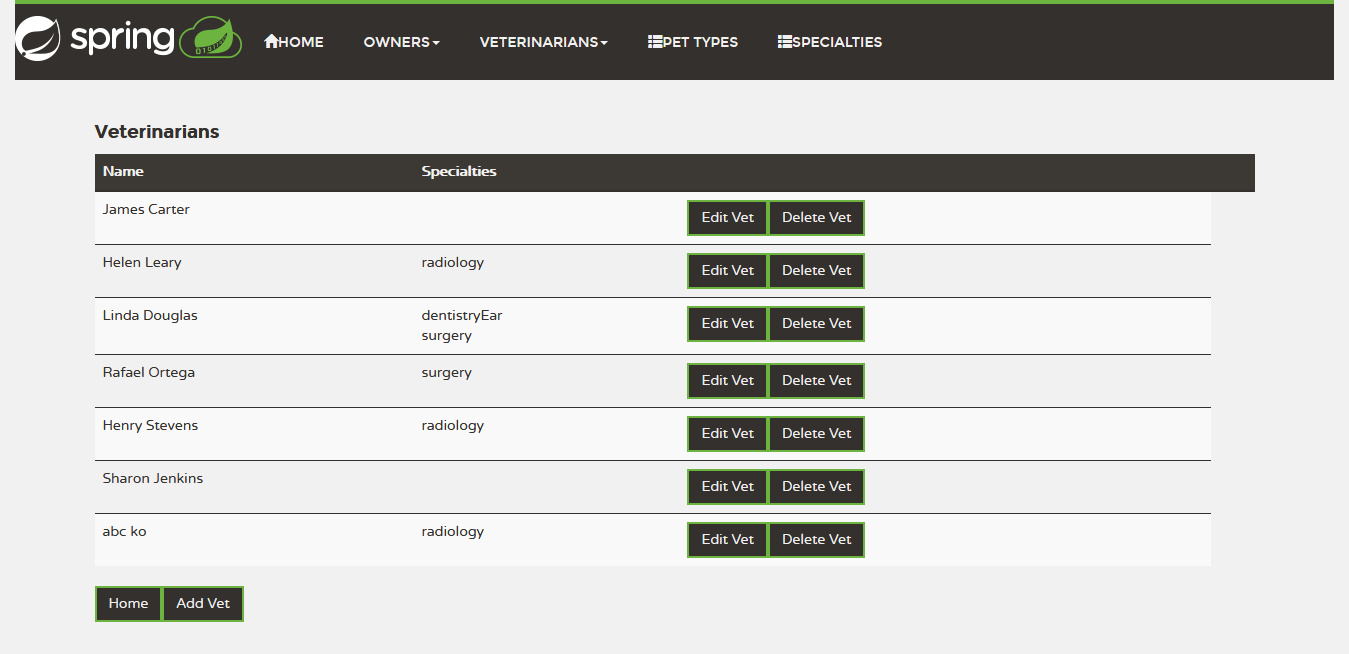 spring HOME OWNERS VETERINARIANS PET TYPES SPECIALTIES
Veterinarians
Name Specialties
James Carter Edit Vet Delete Vet
Helen Leary radiology Edit Vet Delete Vet
Linda Douglas dentistryEar Edit Vet Delete Vet
surgery
Rafael Ortega surgery Edit Vet Delete Vet
Henry Stevens radiology Edit Vet Delete Vet
Sharon Jenkins Edit Vet Delete Vet
abc ko radiology Edit Vet Delete Vet
Home Add Vet